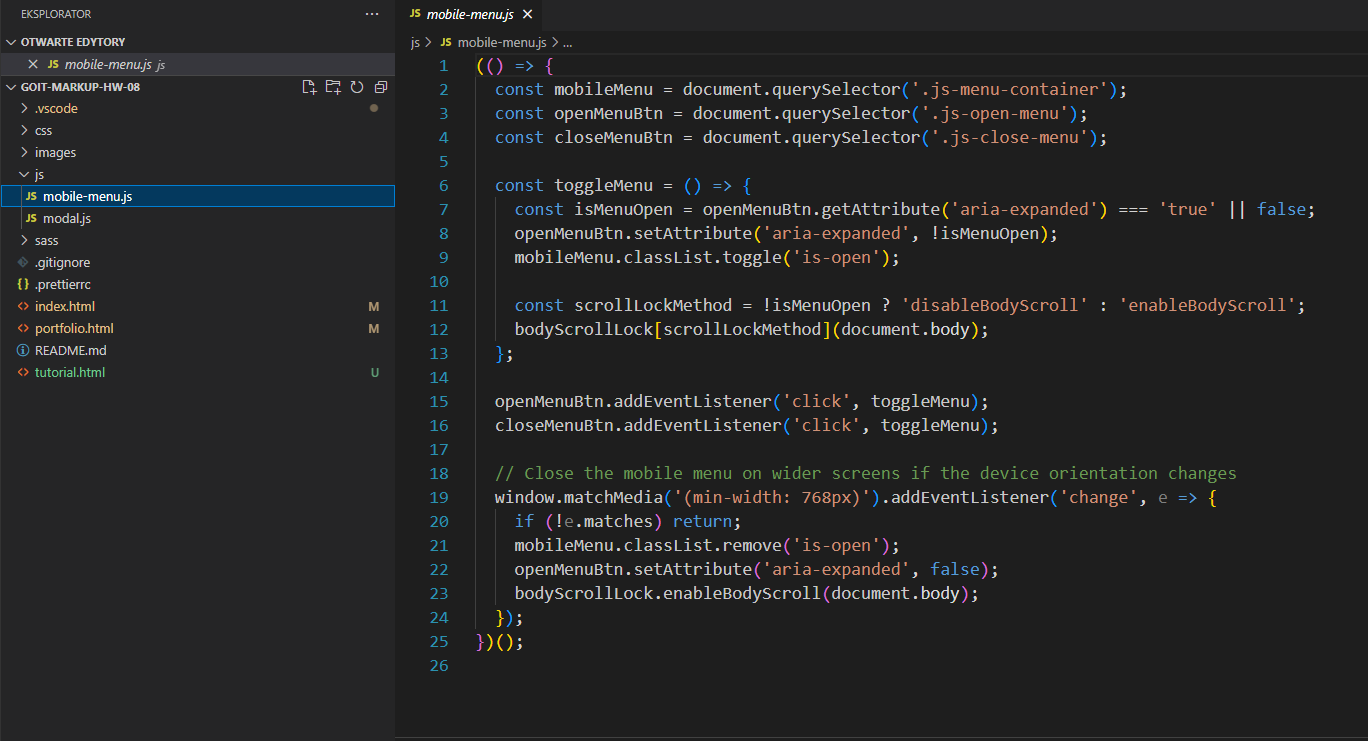 EKSPLORATOR
OTWARTE EDYTORY
JS mobile-menu.js js
GOIT-MARKUP-HW-08
.vscode
css
images
js
JS mobile-menu.js
JS modal.js
sass
.gitignore
{} .prettierrc
<> index.html M
<> portfolio.html M
README.md
<> tutorial.html U
JS mobile-menu.js
js > JS mobile-menu.js > ...
1 (() => {
2 const mobileMenu = document.querySelector('.js-menu-container');
3 const openMenuBtn = document.querySelector('.js-open-menu');
4 const closeMenuBtn = document.querySelector('.js-close-menu');
5
6 const toggleMenu = () => {
7 const isMenuOpen = openMenuBtn.getAttribute('aria-expanded') === 'true' || false;
8 openMenuBtn.setAttribute('aria-expanded', !isMenuOpen);
9 mobileMenu.classList.toggle('is-open');
10
11 const scrollLockMethod = !isMenuOpen ? 'disableBodyScroll' : 'enableBodyScroll';
12 bodyScrollLock[scrollLockMethod](document.body);
13 };
14
15 openMenuBtn.addEventListener('click', toggleMenu);
16 closeMenuBtn.addEventListener('click', toggleMenu);
17
18 // Close the mobile menu on wider screens if the device orientation changes
19 window.matchMedia('(min-width: 768px)').addEventListener('change', e => {
20 if (!e.matches) return;
21 mobileMenu.classList.remove('is-open');
22 openMenuBtn.setAttribute('aria-expanded', false);
23 bodyScrollLock.enableBodyScroll(document.body);
24 });
25 })();
26